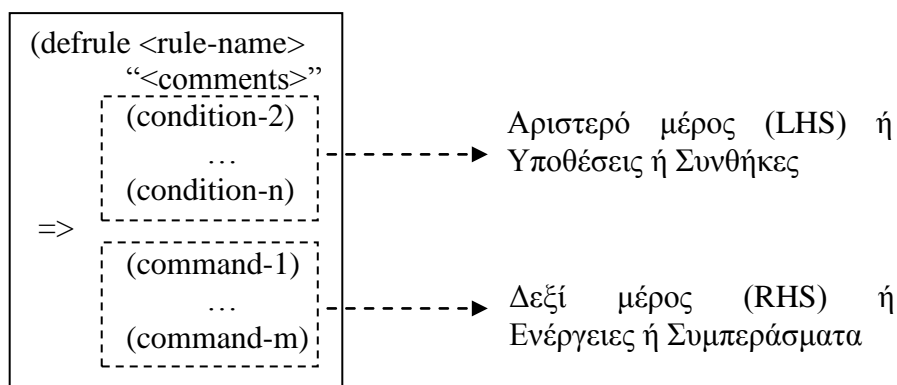 (defrule <rule-name>
“<comments>”
(condition-2)
…
(condition-n)
=>
(command-1)
…
(command-m)
Αριστερό μέρος (LHS) ή
Υποθέσεις ή Συνθήκες
Δεξί μέρος (RHS) ή
Ενέργειες ή Συμπεράσματα